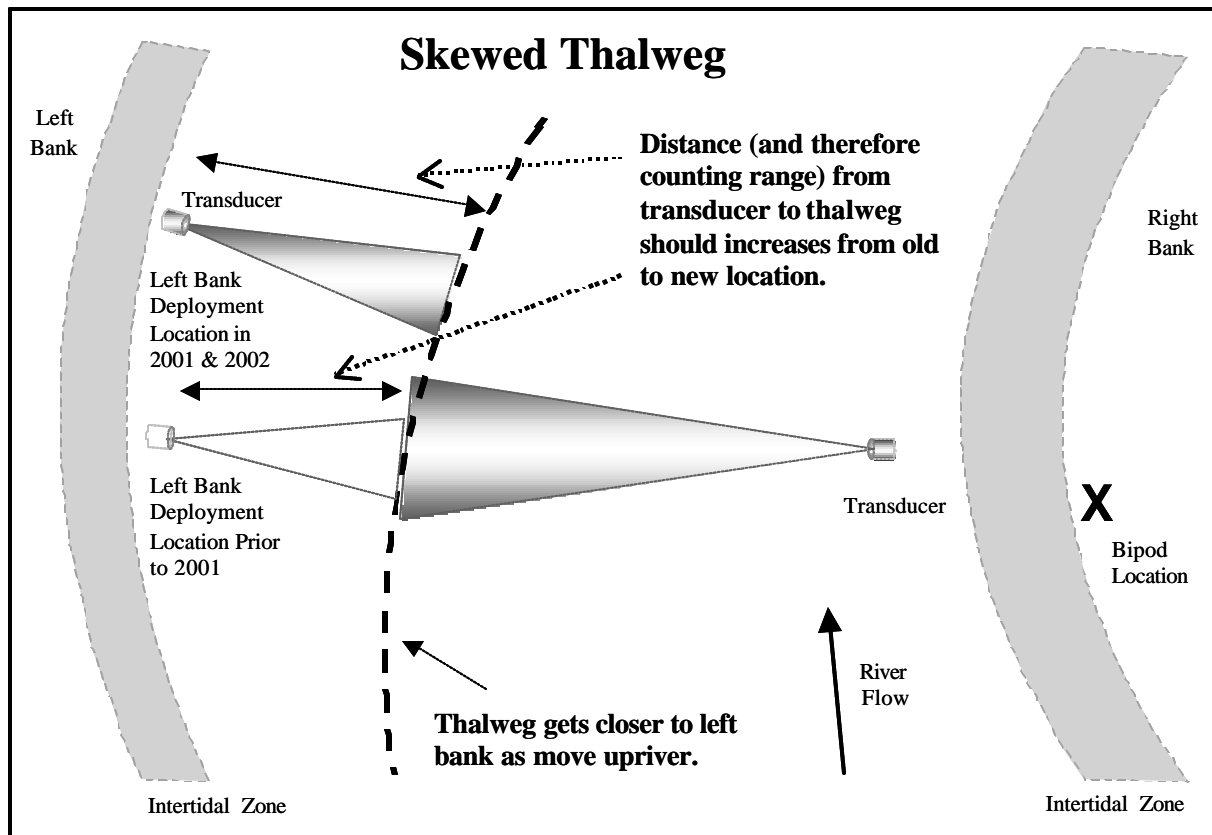 Skewed Thalweg
Left
Bank
Distance (and therefore
counting range) from
transducer to thalweg
should increases from old
to new location.
Transducer
Right
Bank
Left Bank
Deployment
Location in
2001 & 2002
Left Bank
Deployment
Location Prior
to 2001
Transducer
X
Bipod
Location
River
Flow
Thalweg gets closer to left
bank as move upriver.
Intertidal Zone
Intertidal Zone